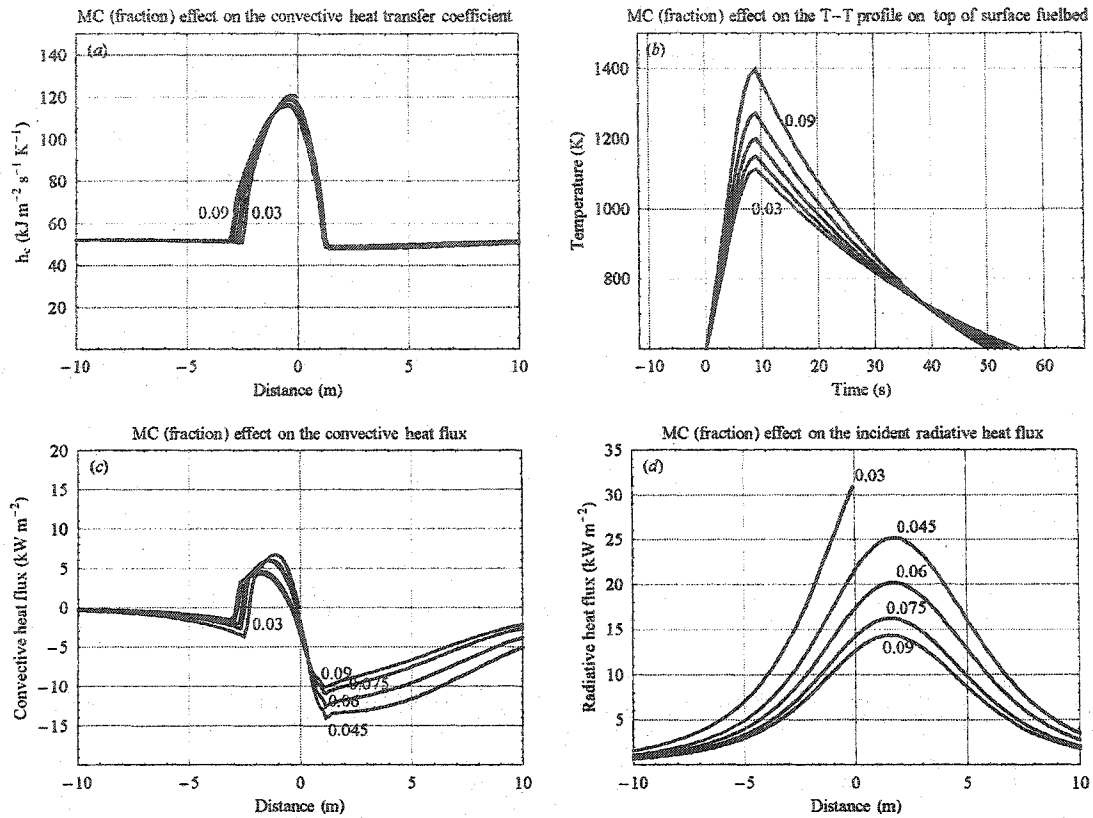 MC (fraction) effect on the convective heat transfer coefficient
(a)
140
120
100
80
60
40
20
0.09 0.03
h_c (kJ m⁻² s⁻¹ K⁻¹)
−10 −5 0 5 10
Distance (m)
MC (fraction) effect on the T−T profile on top of surface fuelbed
(b)
1400
1200
1000
800
0.09
0.03
Temperature (K)
−10 0 10 20 30 40 50 60
Time (s)
MC (fraction) effect on the convective heat flux
(c)
20
15
10
5
0
−5
−10
−15
0.03
0.09
0.075
0.06
0.045
Convective heat flux (kW m⁻²)
−10 −5 0 5 10
Distance (m)
MC (fraction) effect on the incident radiative heat flux
(d)
35
30
25
20
15
10
5
0.03
0.045
0.06
0.075
0.09
Radiative heat flux (kW m⁻²)
−10 −5 0 5 10
Distance (m)